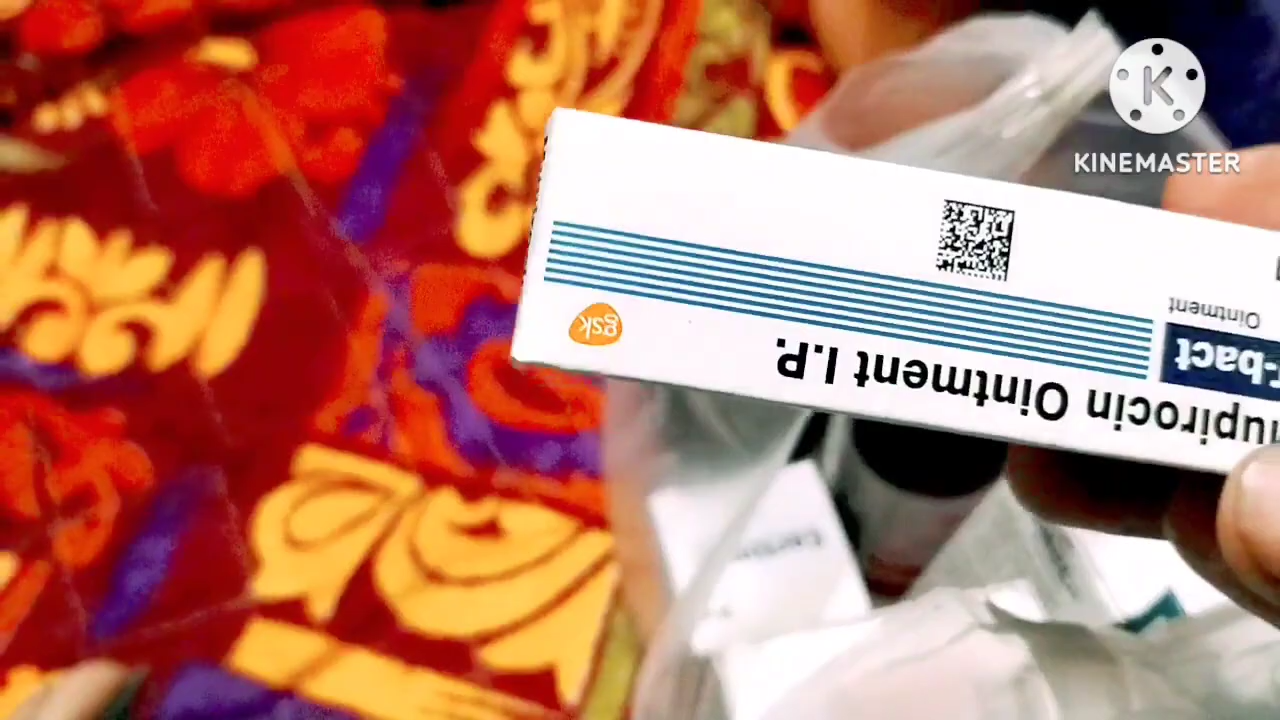 K
KINEMASTER
upirocin Ointment I.P.
gsk
-bact
Ointment